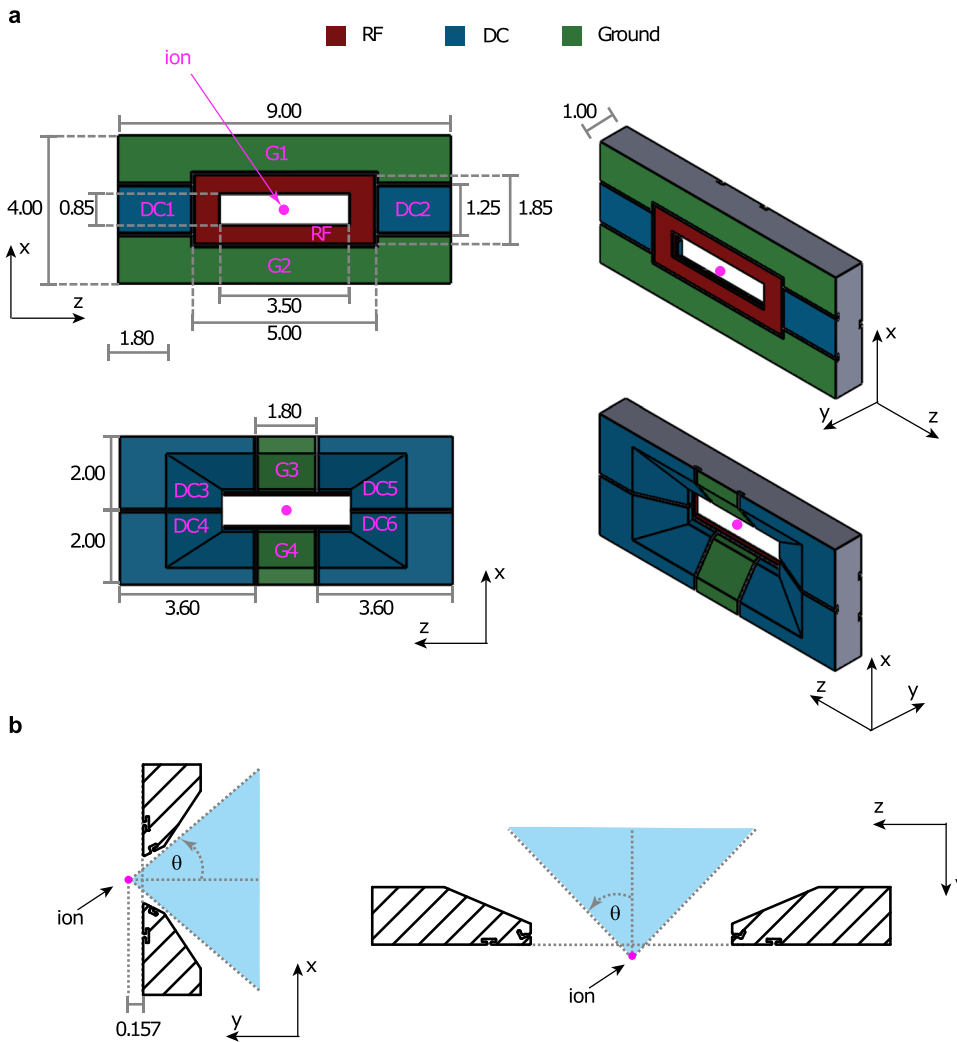 a
RF DC Ground
ion
9.00
1.00
G1
4.00
0.85
DC1
DC2
1.25
1.85
RF
G2
x
z
3.50
5.00
1.80
x
y
z
1.80
2.00
G3
DC3
DC5
DC4
DC6
2.00
G4
3.60
3.60
x
z
x
z
y
b
θ
ion
x
y
0.157
z
θ
ion